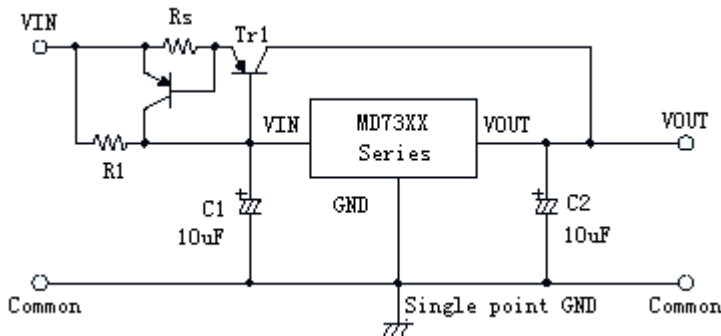 VIN
Rs
Tr1
R1
VIN
MD73XX
Series
VOUT
VOUT
C1
10uF
GND
C2
10uF
Common
Single point GND
Common